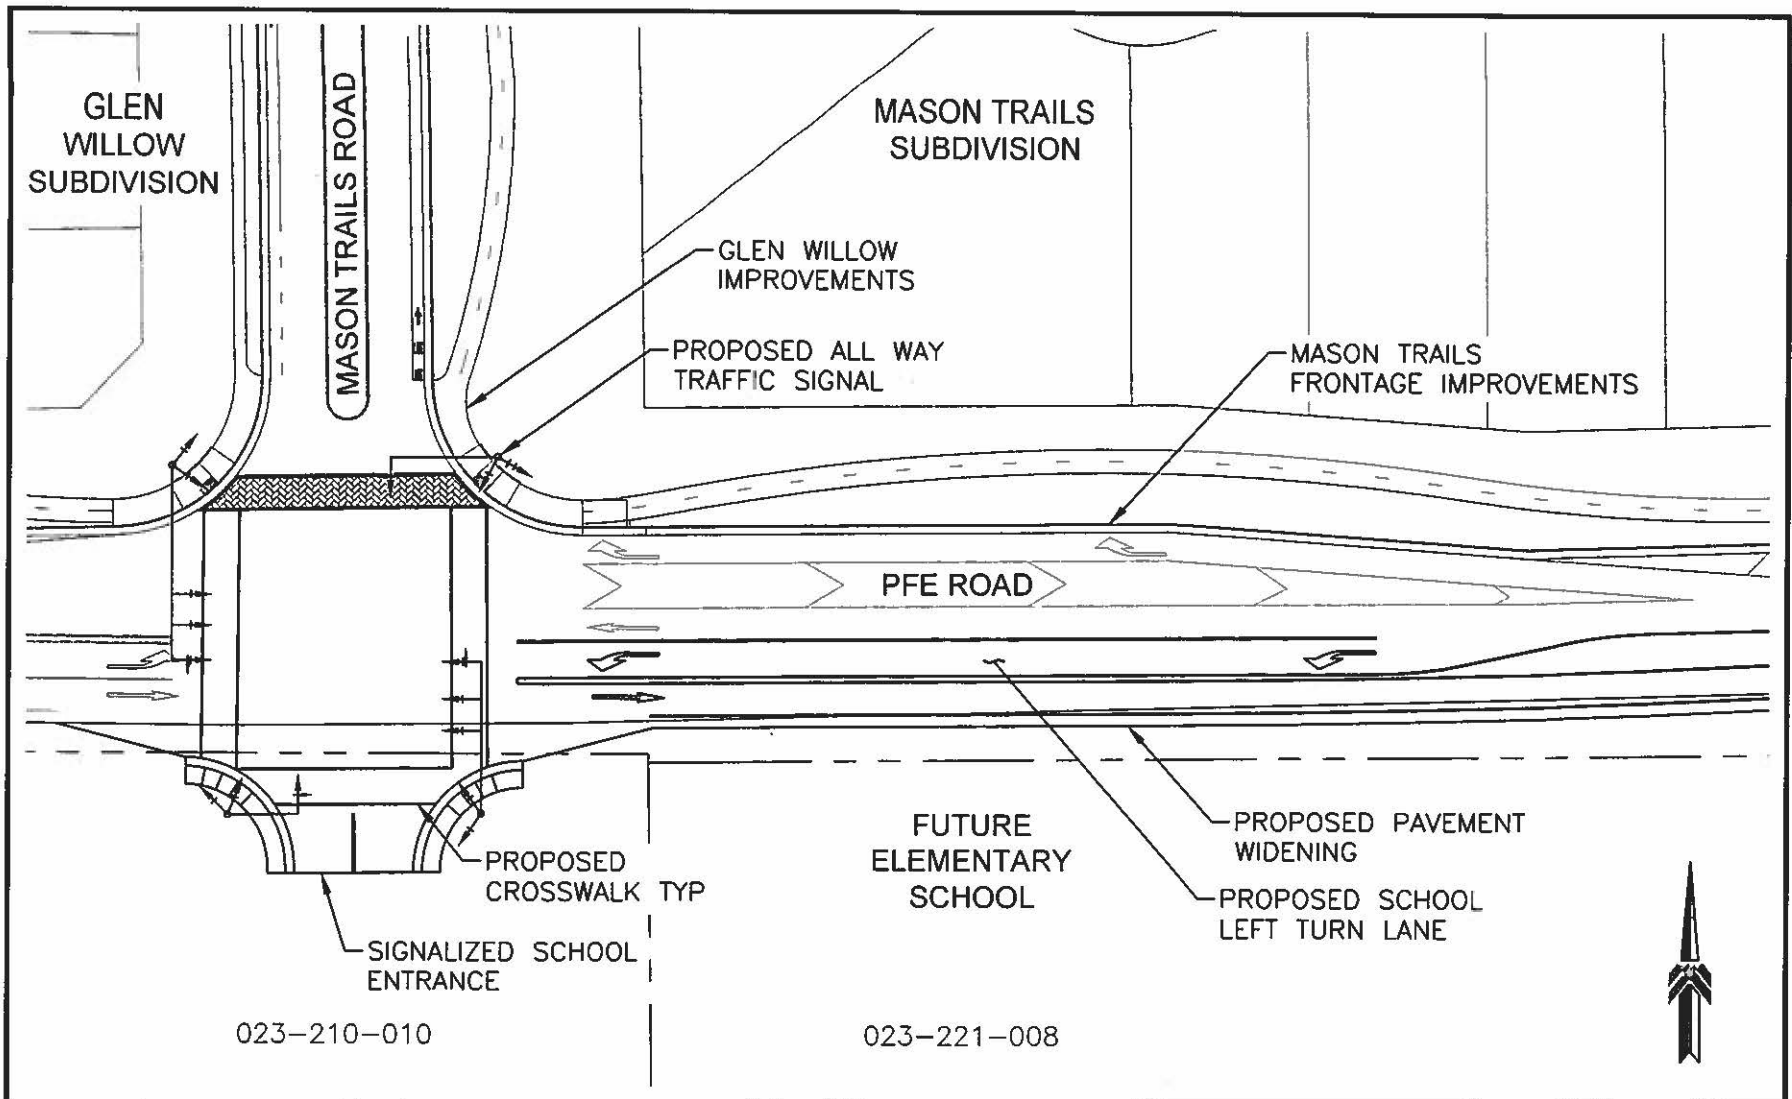 GLEN
WILLOW
SUBDIVISION
MASON TRAILS ROAD
MASON TRAILS
SUBDIVISION
GLEN WILLOW
IMPROVEMENTS
PROPOSED ALL WAY
TRAFFIC SIGNAL
MASON TRAILS
FRONTAGE IMPROVEMENTS
PFE ROAD
PROPOSED
CROSSWALK TYP
SIGNALIZED SCHOOL
ENTRANCE
FUTURE
ELEMENTARY
SCHOOL
PROPOSED PAVEMENT
WIDENING
PROPOSED SCHOOL
LEFT TURN LANE
023-210-010
023-221-008